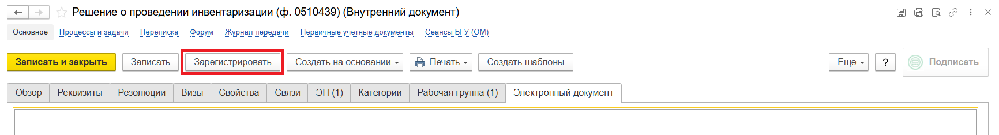 Решение о проведении инвентаризации (ф. 0510439) (Внутренний документ)
Основное Процессы и задачи Переписка Форум Журнал передачи Первичные учетные документы Сеансы БГУ (ОМ)
Записать и закрыть Записать Зарегистрировать Создать на основании Печать Создать шаблоны Еще ? Подписать
Обзор Реквизиты Резолюции Визы Свойства Связи ЭП (1) Категории Рабочая группа (1) Электронный документ